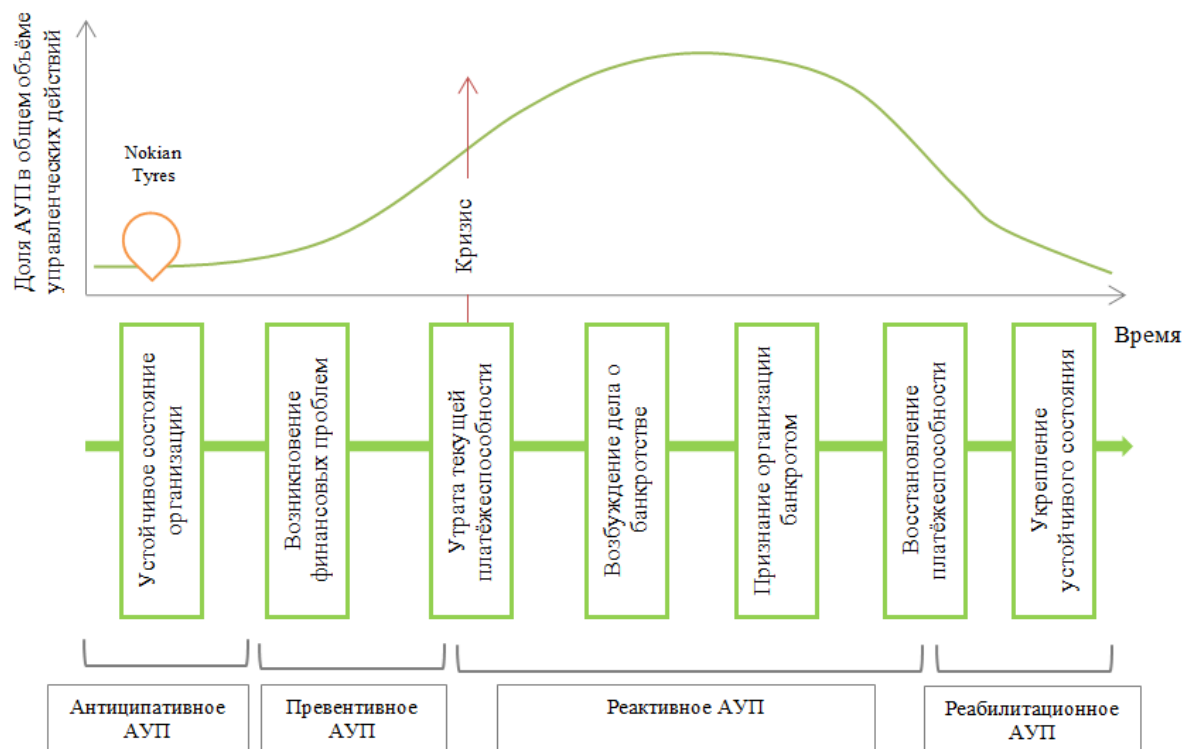 Доля АУП в общем объёме
управленческих действий
Nokian
Tyres
Кризис
Время
Устойчивое состояние
организации
Возникновение
финансовых проблем
Утрата текущей
платёжеспособности
Возбуждение дела о
банкротстве
Признание организации
банкротом
Восстановление
платёжеспособности
Укрепление
устойчивого состояния
Антиципативное
АУП
Превентивное
АУП
Реактивное АУП
Реабилитационное
АУП